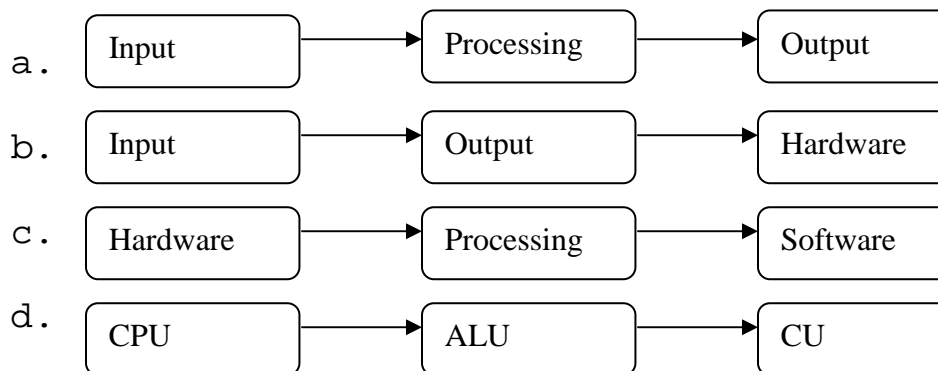 a. Input Processing Output
b. Input Output Hardware
c. Hardware Processing Software
d. CPU ALU CU